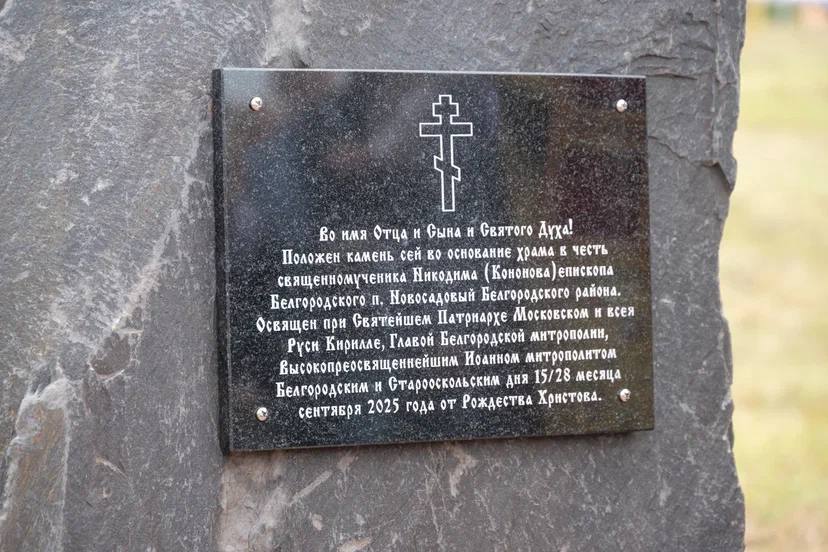 Во имя Отца и Сына и Святого Духа!
Положен камень сей во основание храма в честь
священномученика Никодима (Кононова)епископа
Белгородского п. Новосадовый Белгородского района.
Освящен при Святейшем Патриархе Московском и всея
Руси Кирилле, Главой Белгородской митрополии,
Высокопреосвященнейшим Иоанном митрополитом
Белгородским и Старооскольским дня 15/28 месяца
сентября 2025 года от Рождества Христова.